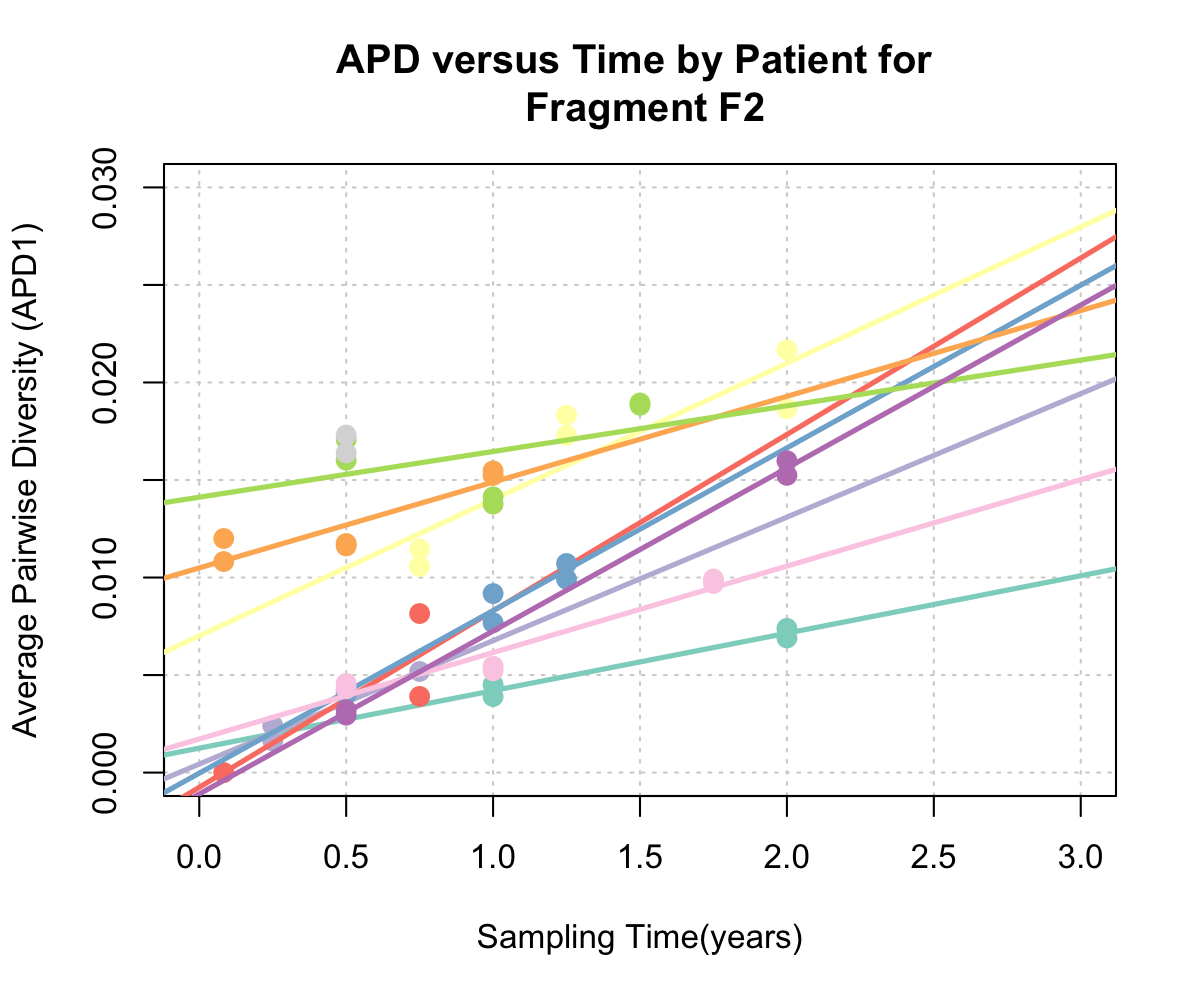 APD versus Time by Patient for
Fragment F2
Average Pairwise Diversity (APD1)
0.030
0.020
0.010
0.000
0.0 0.5 1.0 1.5 2.0 2.5 3.0
Sampling Time(years)